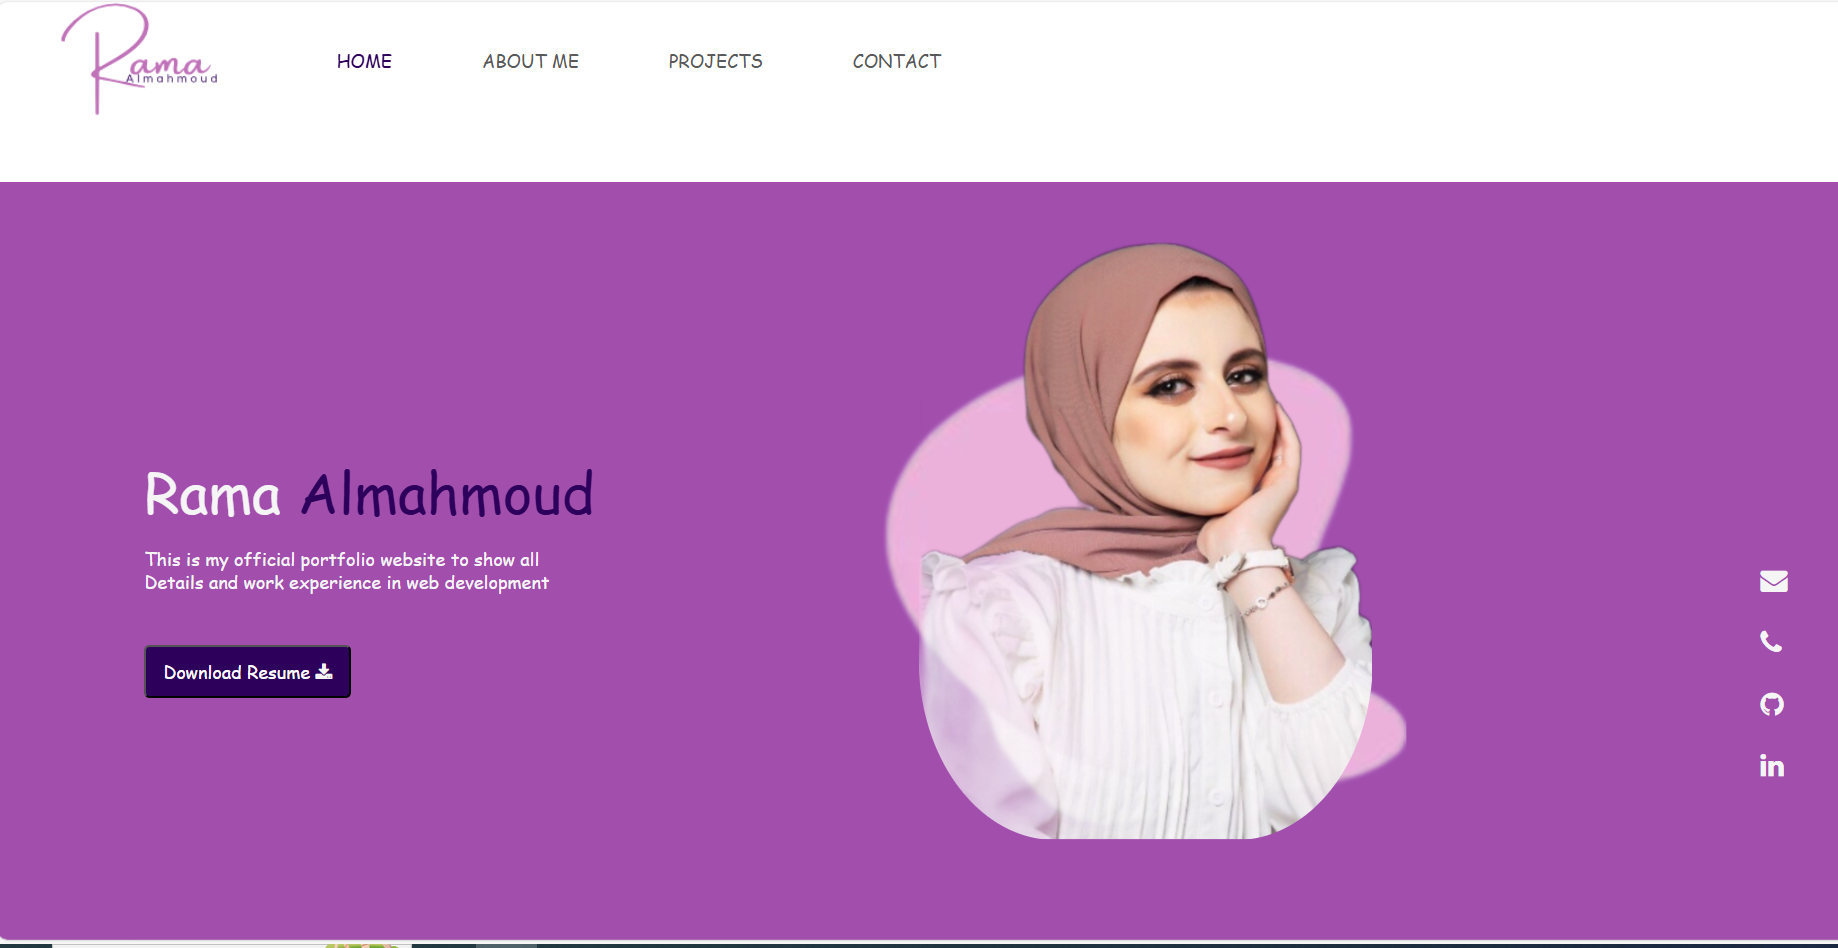 Rama
Almahmoud
HOME
ABOUT ME
PROJECTS
CONTACT
Rama Almahmoud
This is my official portfolio website to show all
Details and work experience in web development
Download Resume
in